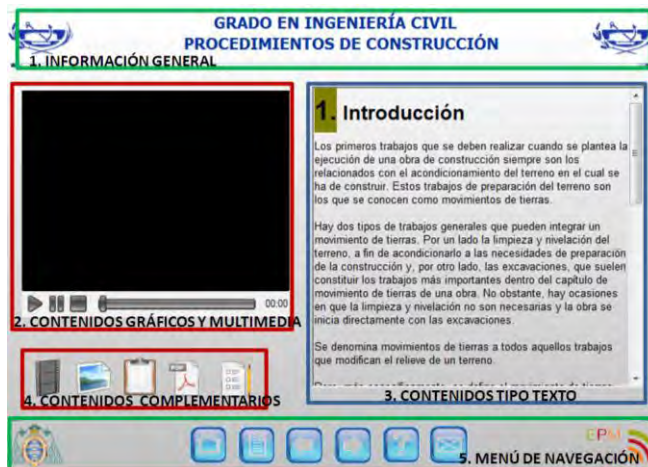 GRADO EN INGENIERÍA CIVIL
PROCEDIMIENTOS DE CONSTRUCCIÓN
1. INFORMACIÓN GENERAL
00:00
2. CONTENIDOS GRÁFICOS Y MULTIMEDIA
4. CONTENIDOS COMPLEMENTARIOS
1. Introducción
Los primeros trabajos que se deben realizar cuando se plantea la
ejecución de una obra de construcción siempre son los
relacionados con el acondicionamiento del terreno en el cual se
ha de construir. Estos trabajos de preparación del terreno son
los que se conocen como movimientos de tierras.
Hay dos tipos de trabajos generales que pueden integrar un
movimiento de tierras. Por un lado la limpieza y nivelación del
terreno, a fin de acondicionarlo a las necesidades de preparación
de la construcción y, por otro lado, las excavaciones, que suelen
constituir los trabajos más importantes dentro del capítulo de
movimiento de tierras de una obra. No obstante, hay ocasiones
en que la limpieza y nivelación no son necesarias y la obra se
inicia directamente con las excavaciones.
Se denomina movimientos de tierras a todos aquellos trabajos
que modifican el relieve de un terreno.
3. CONTENIDOS TIPO TEXTO
EPM
5. MENÚ DE NAVEGACIÓN